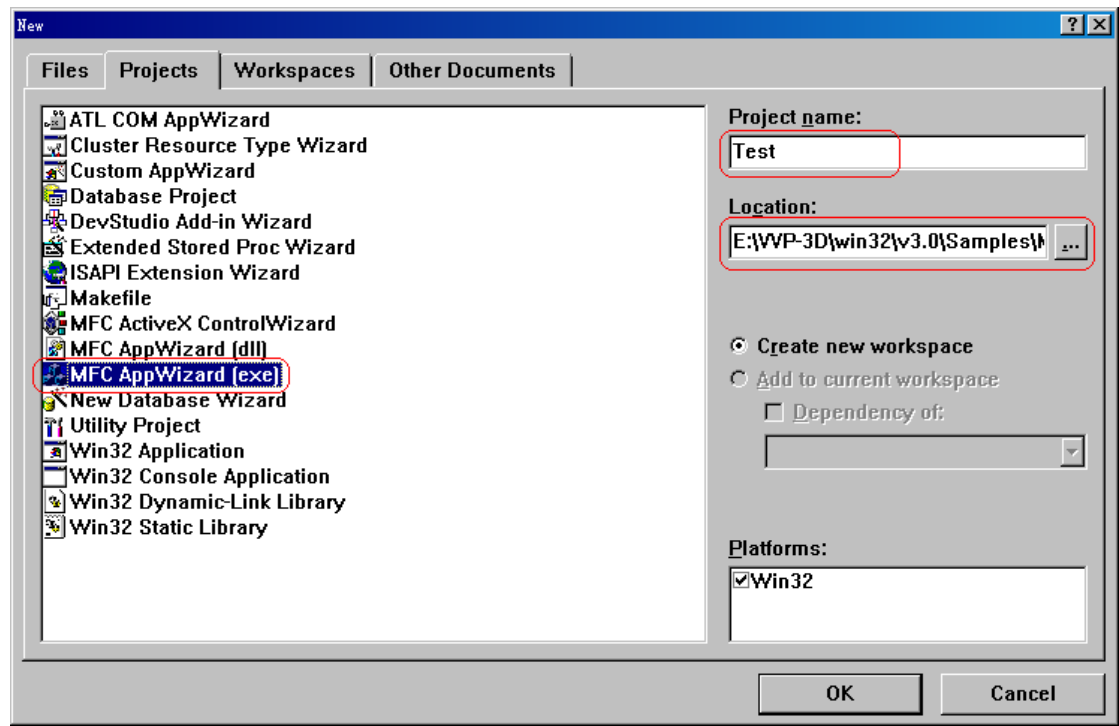 New
Files Projects Workspaces Other Documents
ATL COM AppWizard
Cluster Resource Type Wizard
Custom AppWizard
Database Project
DevStudio Add-in Wizard
Extended Stored Proc Wizard
ISAPI Extension Wizard
Makefile
MFC ActiveX ControlWizard
MFC AppWizard (dll)
MFC AppWizard (exe)
New Database Wizard
Utility Project
Win32 Application
Win32 Console Application
Win32 Dynamic-Link Library
Win32 Static Library
Project name:
Test
Location:
E:\VVP-3D\win32\v3.0\Samples\
...
Create new workspace
Add to current workspace
Dependency of:
Platforms:
Win32
OK Cancel